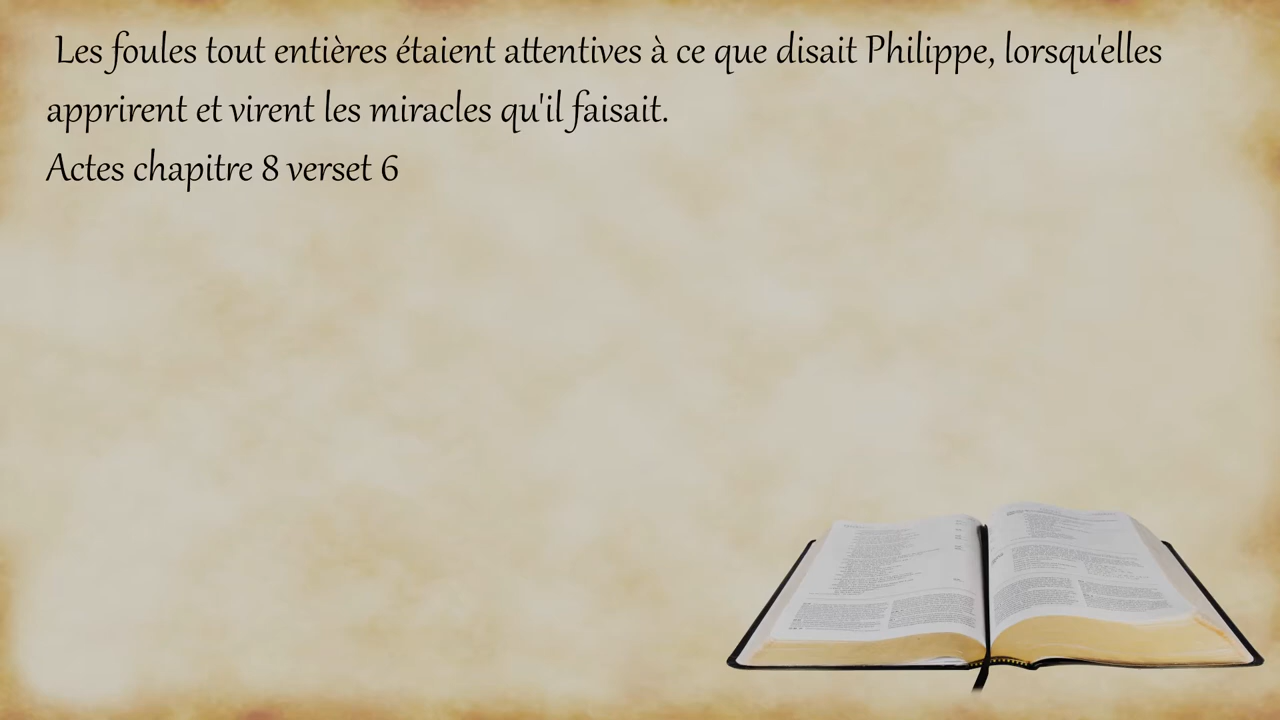 Les foules tout entières étaient attentives à ce que disait Philippe, lorsqu'elles
apprirent et virent les miracles qu'il faisait.
Actes chapitre 8 verset 6